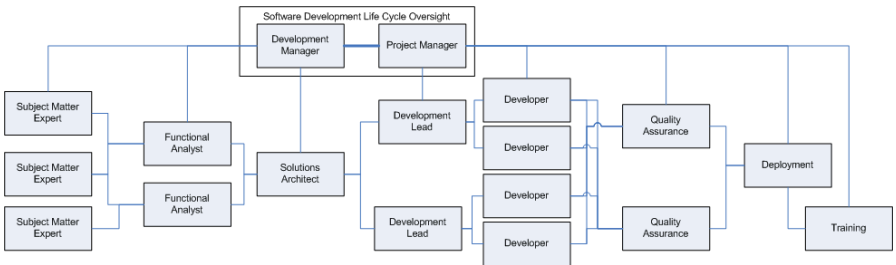 Software Development Life Cycle Oversight
Development
Manager
Project Manager
Subject Matter
Expert
Subject Matter
Expert
Subject Matter
Expert
Functional
Analyst
Functional
Analyst
Solutions
Architect
Development
Lead
Development
Lead
Developer
Developer
Developer
Developer
Quality
Assurance
Quality
Assurance
Deployment
Training